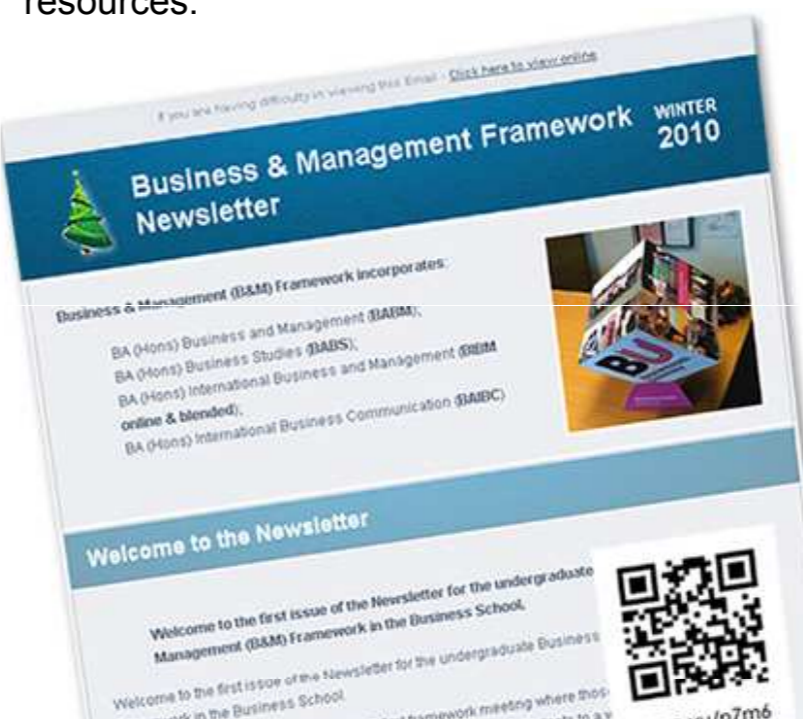 resources.
If you are having difficulty in viewing this Email - Click here to view online
Business & Management Framework
Newsletter
WINTER
2010
Business & Management (B&M) Framework incorporates:
BA (Hons) Business and Management (BABM);
BA (Hons) Business Studies (BABS);
BA (Hons) International Business and Management (BIBM
online & blended);
BA (Hons) International Business Communication (BAIBC)
BU
Welcome to the Newsletter
Welcome to the first issue of the Newsletter for the undergraduate
Management (B&M) Framework in the Business School.
Welcome to the first issue of the Newsletter for the undergraduate Business
in the Business School.
framework meeting where thos
/n7m6